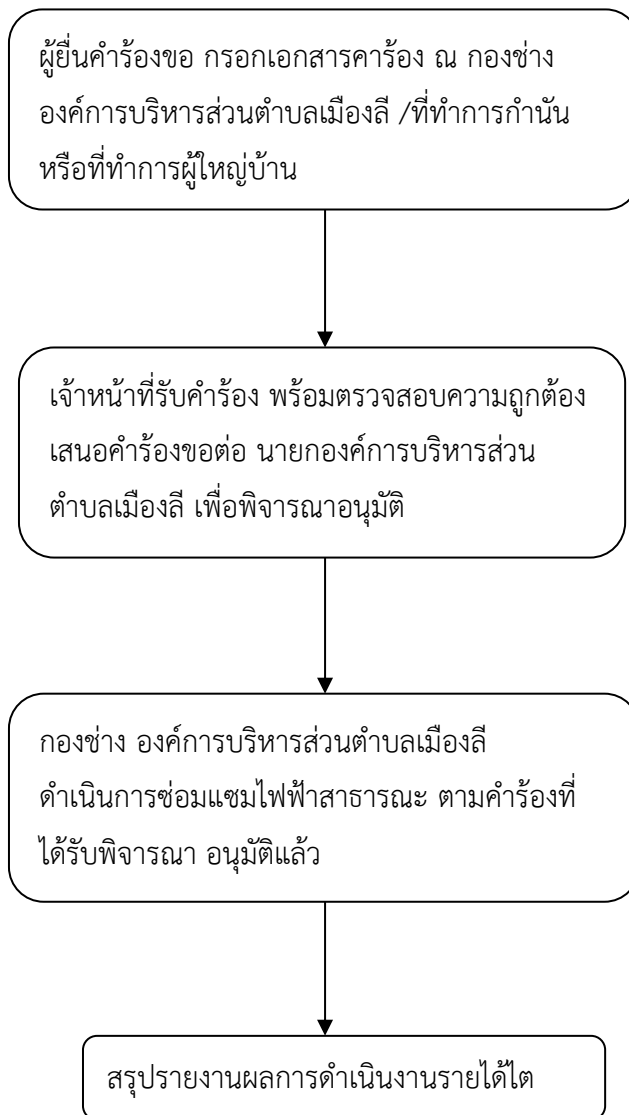 ผู้ยื่นคำร้องขอ กรอกเอกสารคาร้อง ณ กองช่าง
องค์การบริหารส่วนตำบลเมืองลี /ที่ทำการกำนัน
หรือที่ทำการผู้ใหญ่บ้าน
เจ้าหน้าที่รับคำร้อง พร้อมตรวจสอบความถูกต้อง
เสนอคำร้องขอต่อ นายกองค์การบริหารส่วน
ตำบลเมืองลี เพื่อพิจารณาอนุมัติ
กองช่าง องค์การบริหารส่วนตำบลเมืองลี
ดำเนินการซ่อมแซมไฟฟ้าสาธารณะ ตามคำร้องที่
ได้รับพิจารณา อนุมัติแล้ว
สรุปรายงานผลการดำเนินงานรายได้ไต